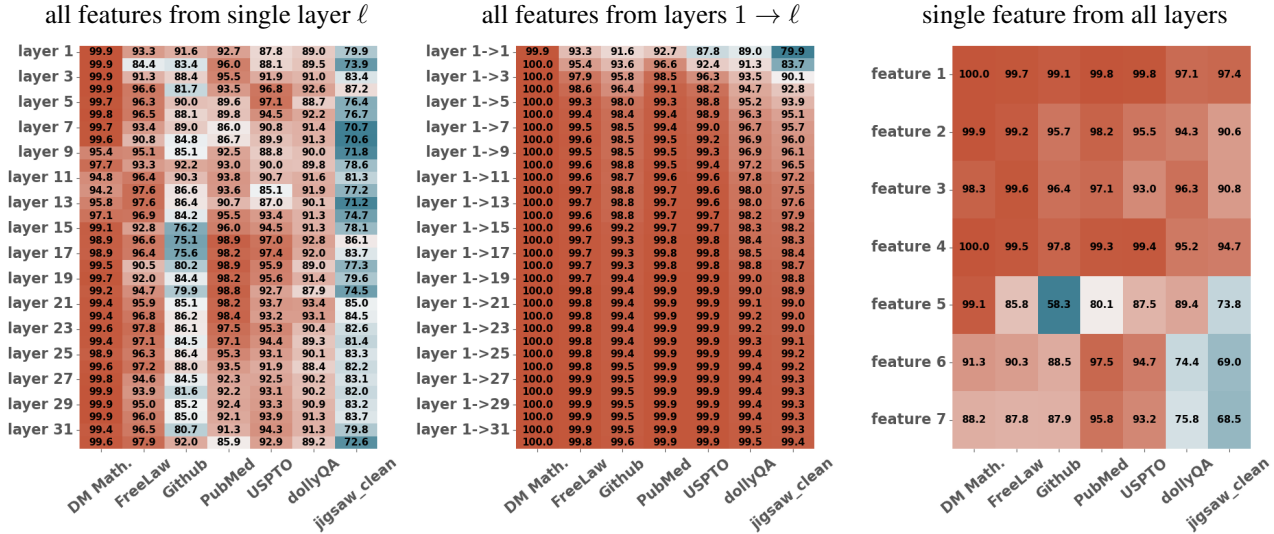 all features from single layer ℓ
layer 1 99.9 93.3 91.6 92.7 87.8 89.0 79.9
99.9 84.4 83.4 96.0 88.1 89.5 73.9
layer 3 99.9 91.3 88.4 95.5 91.9 91.0 83.4
99.9 96.6 81.7 93.5 96.8 92.6 87.2
layer 5 99.7 96.3 90.0 89.6 97.1 88.7 76.4
99.8 96.5 88.1 89.8 94.5 92.2 76.7
layer 7 99.7 93.4 89.0 86.0 90.8 91.4 70.7
99.6 90.8 84.8 86.7 89.9 91.3 70.6
layer 9 95.4 95.1 85.1 92.5 88.8 90.0 71.8
97.7 93.3 92.2 93.0 90.0 89.8 78.6
layer 11 94.8 96.4 90.3 93.8 90.7 91.6 81.3
94.2 97.6 86.6 93.6 85.1 91.9 77.2
layer 13 95.8 97.6 86.4 90.7 87.0 90.1 71.2
97.1 96.9 84.2 95.5 93.4 91.3 74.7
layer 15 99.1 92.8 76.2 96.0 94.5 91.3 78.1
98.9 96.6 75.1 98.9 97.0 92.8 86.1
layer 17 98.9 96.4 75.6 98.2 97.4 92.0 83.7
99.5 90.5 80.2 98.9 95.9 89.0 77.3
layer 19 99.7 92.0 84.4 98.2 95.6 91.4 79.6
99.2 94.7 79.9 98.8 92.7 87.9 74.5
layer 21 99.4 95.9 85.1 98.2 93.7 93.4 85.0
99.4 96.8 86.2 98.4 93.2 93.1 84.5
layer 23 99.6 97.8 86.1 97.5 95.3 90.4 82.6
99.4 97.1 84.5 97.1 94.4 89.3 81.4
layer 25 98.9 96.3 86.4 95.3 93.1 90.1 83.3
99.6 97.2 88.0 93.5 91.9 88.4 82.2
layer 27 99.8 94.6 84.5 92.3 92.5 90.2 83.1
99.9 93.9 81.6 92.2 93.1 90.2 82.0
layer 29 99.9 95.0 85.2 92.4 93.3 90.9 83.2
99.9 96.0 85.0 92.1 93.9 91.3 83.7
layer 31 99.4 96.5 80.7 91.3 94.3 91.3 79.8
99.6 97.9 92.0 85.9 92.9 89.2 72.6
DM Math. FreeLaw Github PubMed USPTO dollyQA jigsaw_clean
all features from layers 1 → ℓ
layer 1->1 99.9 93.3 91.6 92.7 87.8 89.0 79.9
100.0 95.4 93.6 96.6 92.4 91.3 83.7
layer 1->3 100.0 97.9 95.8 98.5 96.3 93.5 90.1
100.0 98.6 96.4 99.1 98.2 94.7 92.8
layer 1->5 100.0 99.3 98.0 99.3 98.8 95.2 93.9
100.0 99.4 98.4 99.4 98.9 96.3 95.1
layer 1->7 100.0 99.5 98.5 99.4 99.0 96.7 95.7
100.0 99.5 98.5 99.5 99.2 96.9 96.0
layer 1->9 100.0 99.5 98.5 99.5 99.3 96.9 96.1
100.0 99.6 98.8 99.5 99.4 97.2 96.5
layer 1->11 100.0 99.6 98.7 99.6 99.6 97.8 97.2
100.0 99.7 98.8 99.7 99.6 98.0 97.5
layer 1->13 100.0 99.7 98.8 99.7 99.6 98.0 97.6
100.0 99.6 98.8 99.7 99.7 98.2 97.9
layer 1->15 100.0 99.6 99.2 99.7 99.7 98.3 98.2
100.0 99.7 99.3 99.8 99.8 98.4 98.3
layer 1->17 100.0 99.7 99.3 99.8 99.8 98.5 98.4
100.0 99.7 99.3 99.8 99.8 98.8 98.7
layer 1->19 100.0 99.7 99.4 99.9 99.9 99.0 98.8
100.0 99.7 99.4 99.9 99.9 99.0 98.9
layer 1->21 100.0 99.8 99.4 99.9 99.9 99.1 99.0
100.0 99.8 99.4 99.9 99.9 99.2 99.0
layer 1->23 100.0 99.8 99.4 99.9 99.9 99.2 99.0
100.0 99.8 99.4 99.9 99.9 99.3 99.1
layer 1->25 100.0 99.8 99.4 99.9 99.9 99.4 99.2
100.0 99.8 99.5 99.9 99.9 99.4 99.2
layer 1->27 100.0 99.8 99.5 99.9 99.9 99.4 99.3
100.0 99.9 99.5 99.9 99.9 99.4 99.3
layer 1->29 100.0 99.9 99.5 99.9 99.9 99.4 99.3
100.0 99.9 99.5 99.9 99.9 99.4 99.3
layer 1->31 100.0 99.9 99.5 99.9 99.9 99.5 99.3
100.0 99.8 99.6 99.9 99.9 99.5 99.4
DM Math. FreeLaw Github PubMed USPTO dollyQA jigsaw_clean
single feature from all layers
feature 1 100.0 99.7 99.1 99.8 99.8 97.1 97.4
feature 2 99.9 99.2 95.7 98.2 95.5 94.3 90.6
feature 3 98.3 99.6 96.4 97.1 93.0 96.3 90.8
feature 4 100.0 99.5 97.8 99.3 99.4 95.2 94.7
feature 5 99.1 85.8 58.3 80.1 87.5 89.4 73.8
feature 6 91.3 90.3 88.5 97.5 94.7 74.4 69.0
feature 7 88.2 87.8 87.9 95.8 93.2 75.8 68.5
DM Math. FreeLaw Github PubMed USPTO dollyQA jigsaw_clean